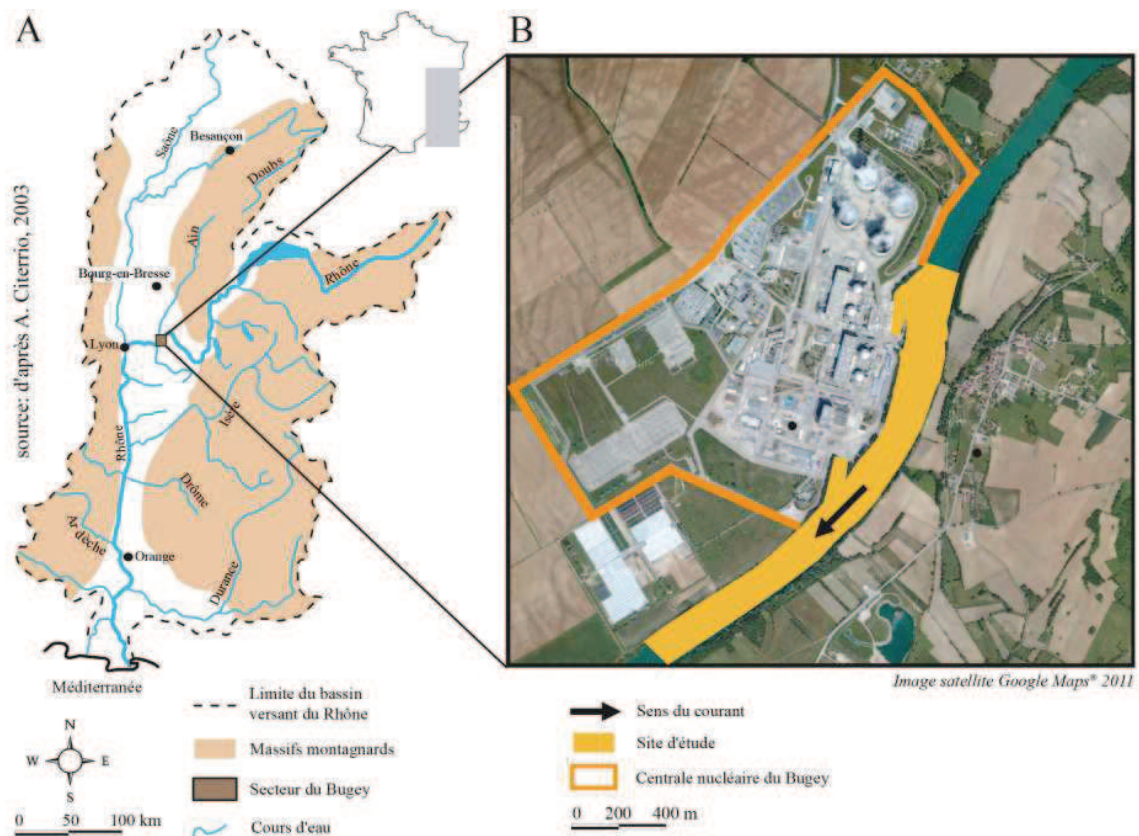 A
B
source: d'après A. Citerrio, 2003
Saône
Besançon
Doubs
Ain
Bourg-en-Bresse
Rhône
Lyon
Isère
Rhône
Drôme
Ardèche
Orange
Durance
Méditerranée
Image satellite Google Maps® 2011
N
W E
S
0 50 100 km
Limite du bassin
versant du Rhône
Massifs montagnards
Secteur du Bugey
Cours d'eau
Sens du courant
Site d'étude
Centrale nucléaire du Bugey
0 200 400 m